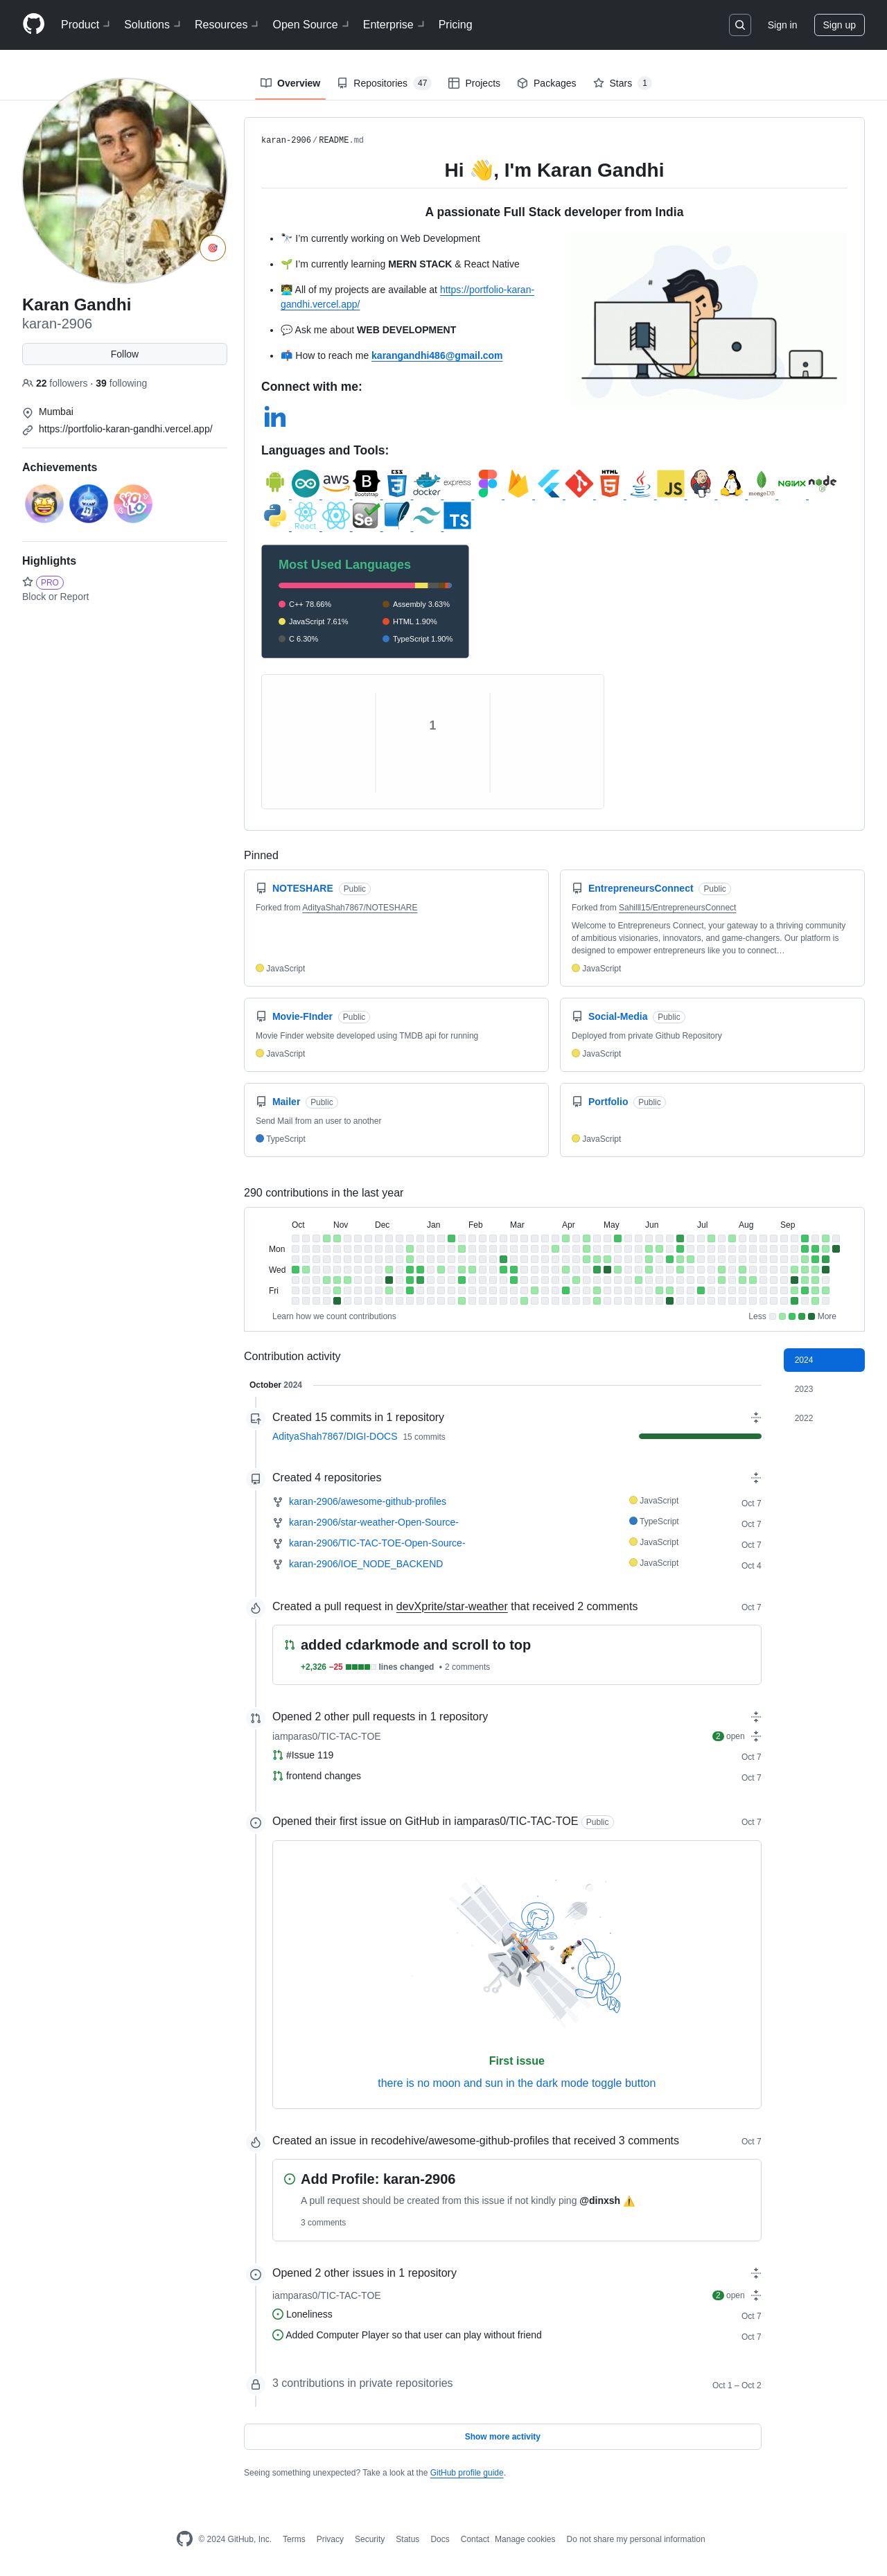 Product Solutions Resources Open Source Enterprise Pricing Sign in Sign up
Overview Repositories 47 Projects Packages Stars 1
Karan Gandhi
karan-2906
Follow
22 followers · 39 following
Mumbai
https://portfolio-karan-gandhi.vercel.app/
Achievements
YOLO
Highlights
PRO
Block or Report
karan-2906/README.md
Hi 👋, I'm Karan Gandhi
A passionate Full Stack developer from India
🔭 I'm currently working on Web Development
🌱 I'm currently learning MERN STACK & React Native
👨‍💻 All of my projects are available at https://portfolio-karan-
gandhi.vercel.app/
💬 Ask me about WEB DEVELOPMENT
📫 How to reach me karangandhi486@gmail.com
Connect with me:
in
Languages and Tools:
aws Bootstrap CSS 3 docker express HTML 5 JS mongoDB NGINX node
React Se TS
Most Used Languages
C++ 78.66% Assembly 3.63%
JavaScript 7.61% HTML 1.90%
C 6.30% TypeScript 1.90%
1
Pinned
NOTESHARE Public
Forked from AdityaShah7867/NOTESHARE
JavaScript
EntrepreneursConnect Public
Forked from Sahilll15/EntrepreneursConnect
Welcome to Entrepreneurs Connect, your gateway to a thriving community
of ambitious visionaries, innovators, and game-changers. Our platform is
designed to empower entrepreneurs like you to connect…
JavaScript
Movie-FInder Public
Movie Finder website developed using TMDB api for running
JavaScript
Social-Media Public
Deployed from private Github Repository
JavaScript
Mailer Public
Send Mail from an user to another
TypeScript
Portfolio Public
JavaScript
290 contributions in the last year
Oct Nov Dec Jan Feb Mar Apr May Jun Jul Aug Sep
Mon
Wed
Fri
Learn how we count contributions Less More
Contribution activity
2024
2023
2022
October 2024
Created 15 commits in 1 repository
AdityaShah7867/DIGI-DOCS 15 commits
Created 4 repositories
karan-2906/awesome-github-profiles JavaScript Oct 7
karan-2906/star-weather-Open-Source- TypeScript Oct 7
karan-2906/TIC-TAC-TOE-Open-Source- JavaScript Oct 7
karan-2906/IOE_NODE_BACKEND JavaScript Oct 4
Created a pull request in devXprite/star-weather that received 2 comments Oct 7
added cdarkmode and scroll to top
+2,326 −25 lines changed • 2 comments
Opened 2 other pull requests in 1 repository
iamparas0/TIC-TAC-TOE 2 open
#Issue 119 Oct 7
frontend changes Oct 7
Opened their first issue on GitHub in iamparas0/TIC-TAC-TOE Public Oct 7
First issue
there is no moon and sun in the dark mode toggle button
Created an issue in recodehive/awesome-github-profiles that received 3 comments Oct 7
Add Profile: karan-2906
A pull request should be created from this issue if not kindly ping @dinxsh ⚠️
3 comments
Opened 2 other issues in 1 repository
iamparas0/TIC-TAC-TOE 2 open
Loneliness Oct 7
Added Computer Player so that user can play without friend Oct 7
3 contributions in private repositories Oct 1 – Oct 2
Show more activity
Seeing something unexpected? Take a look at the GitHub profile guide.
© 2024 GitHub, Inc. Terms Privacy Security Status Docs Contact Manage cookies Do not share my personal information